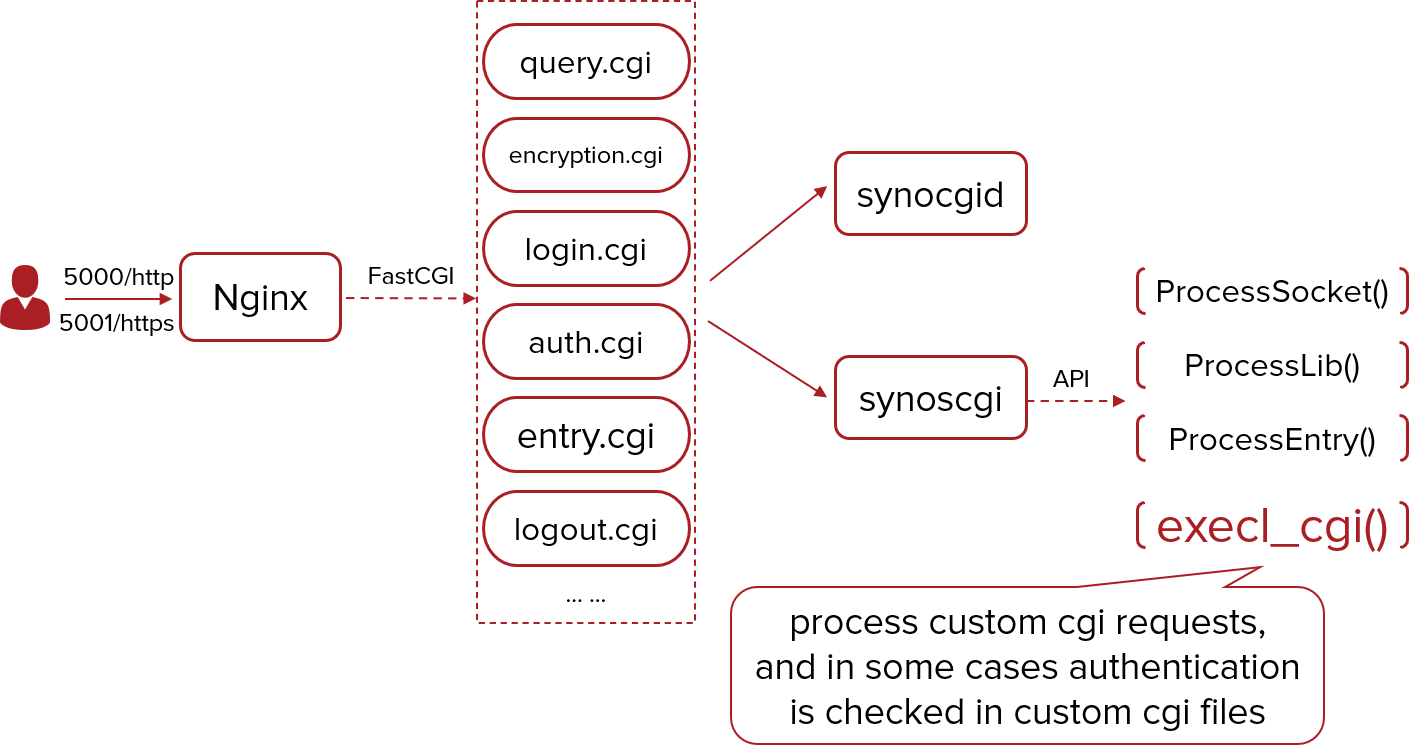 5000/http
5001/https
Nginx
FastCGI
query.cgi
encryption.cgi
login.cgi
auth.cgi
entry.cgi
logout.cgi
... ...
synocgid
synoscgi
API
ProcessSocket()
ProcessLib()
ProcessEntry()
execl_cgi()
process custom cgi requests,
and in some cases authentication
is checked in custom cgi files